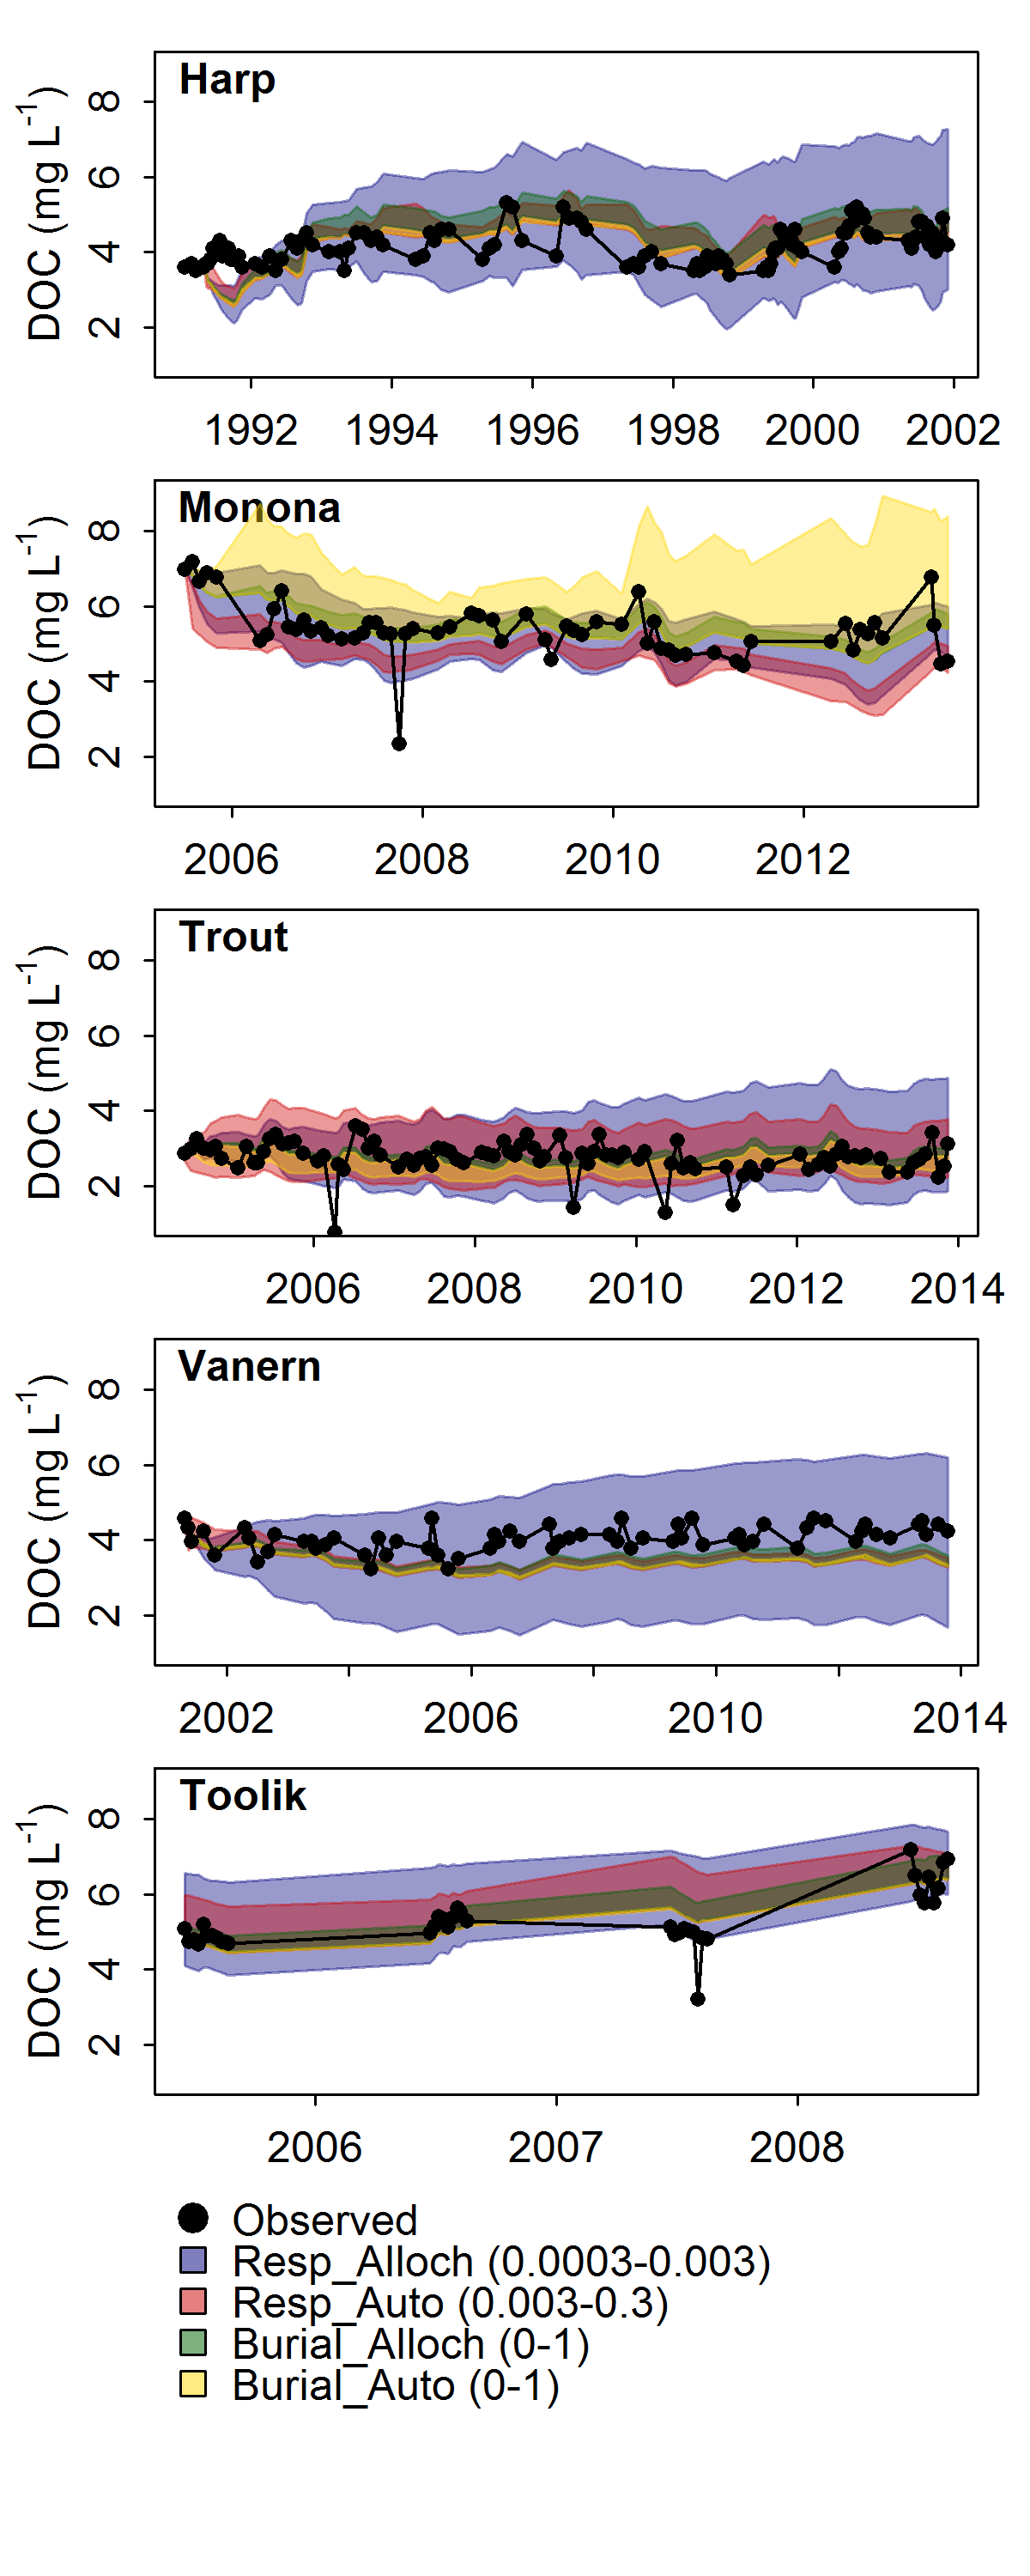 Harp
DOC (mg L-1)
8
6
4
2
1992 1994 1996 1998 2000 2002
Monona
DOC (mg L-1)
8
6
4
2
2006 2008 2010 2012
Trout
DOC (mg L-1)
8
6
4
2
2006 2008 2010 2012 2014
Vanern
DOC (mg L-1)
8
6
4
2
2002 2006 2010 2014
Toolik
DOC (mg L-1)
8
6
4
2
2006 2007 2008
Observed
Resp_Alloch (0.0003-0.003)
Resp_Auto (0.003-0.3)
Burial_Alloch (0-1)
Burial_Auto (0-1)